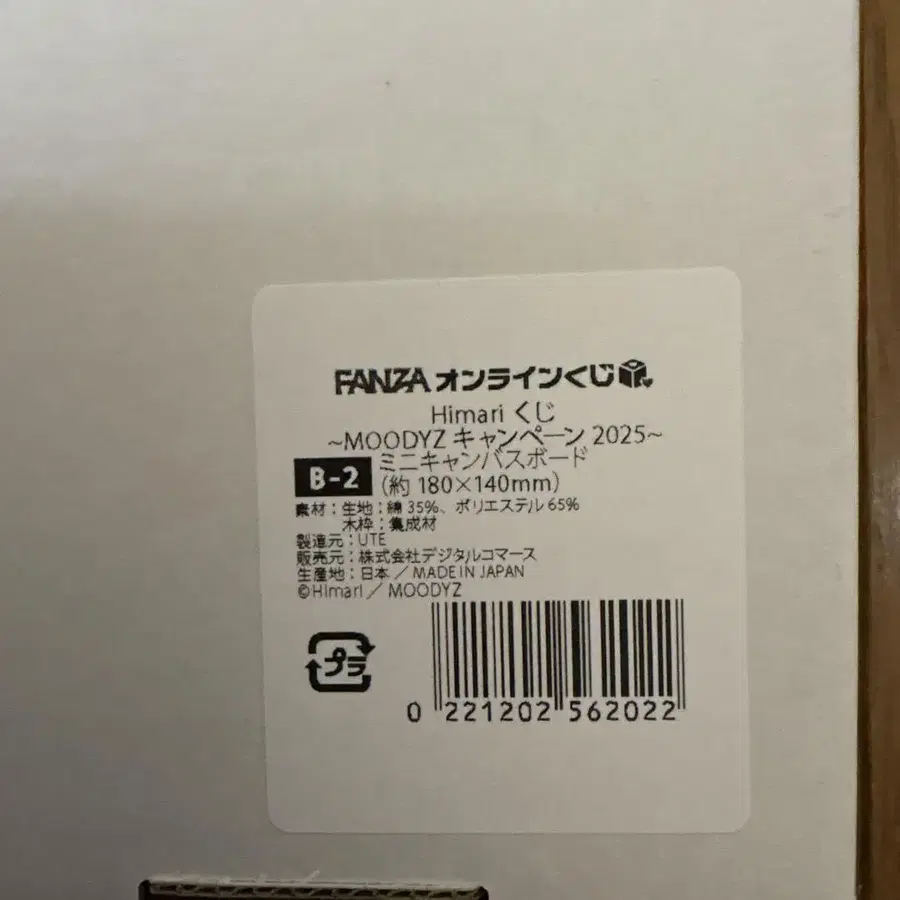 FANZA オンラインくじ
Himari くじ
~MOODYZ キャンペーン 2025~
B-2 ミニキャンバスボード
(約 180×140mm)
素材：生地：綿 35%、ポリエステル 65%
木枠：集成材
製造元：UTE
販売元：株式会社デジタルコマース
生産地：日本 / MADE IN JAPAN
©Himari / MOODYZ
プラ
0 221202 562022